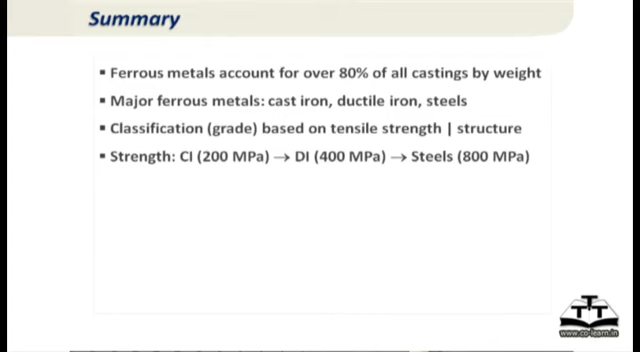 Summary
▪ Ferrous metals account for over 80% of all castings by weight
▪ Major ferrous metals: cast iron, ductile iron, steels
▪ Classification (grade) based on tensile strength | structure
▪ Strength: CI (200 MPa) → DI (400 MPa) → Steels (800 MPa)
TTT
www.co-learn.in